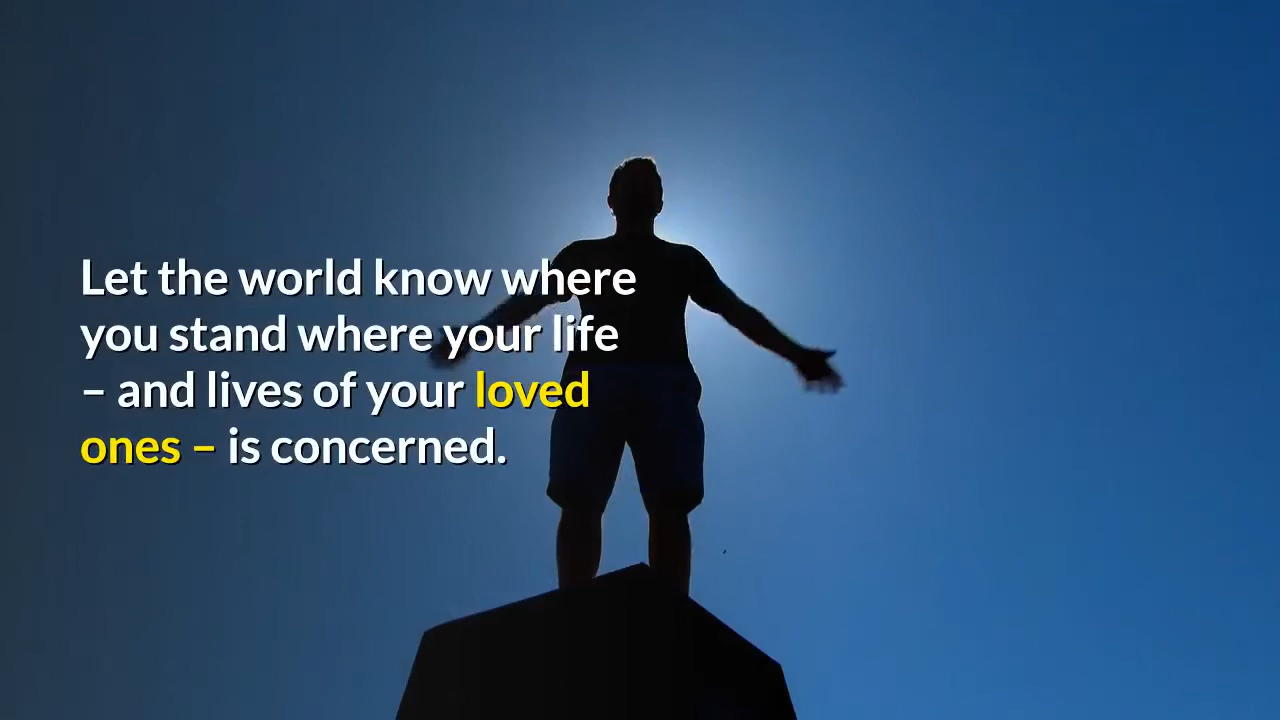 Let the world know where
you stand where your life
– and lives of your loved
ones – is concerned.